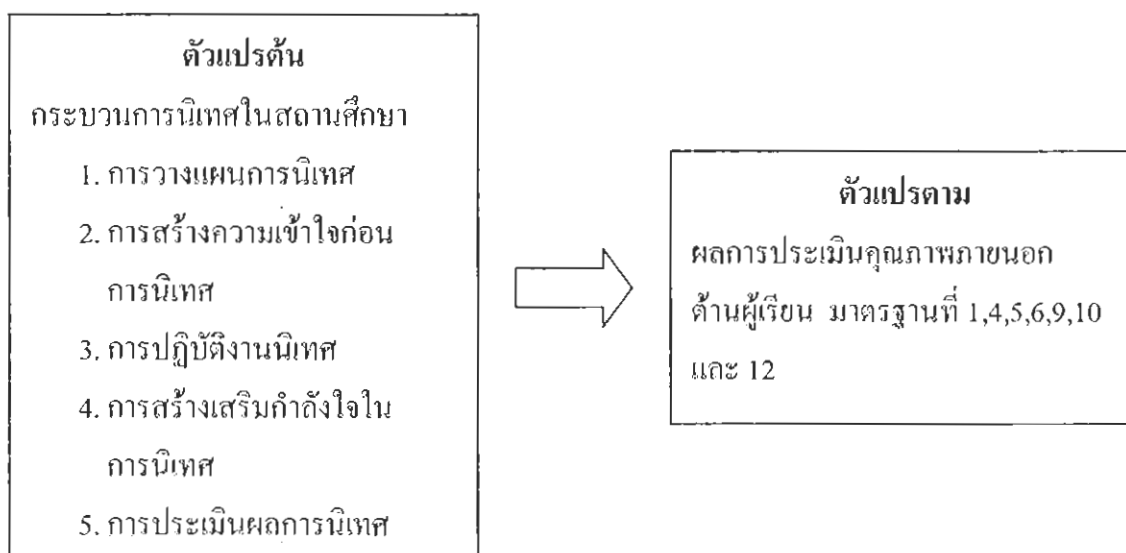 ตัวแปรต้น
กระบวนการนิเทศในสถานศึกษา
1. การวางแผนการนิเทศ
2. การสร้างความเข้าใจก่อน
การนิเทศ
3. การปฏิบัติงานนิเทศ
4. การสร้างเสริมกำลังใจใน
การนิเทศ
5. การประเมินผลการนิเทศ
ตัวแปรตาม
ผลการประเมินคุณภาพภายนอก
ด้านผู้เรียน มาตรฐานที่ 1,4,5,6,9,10
และ 12